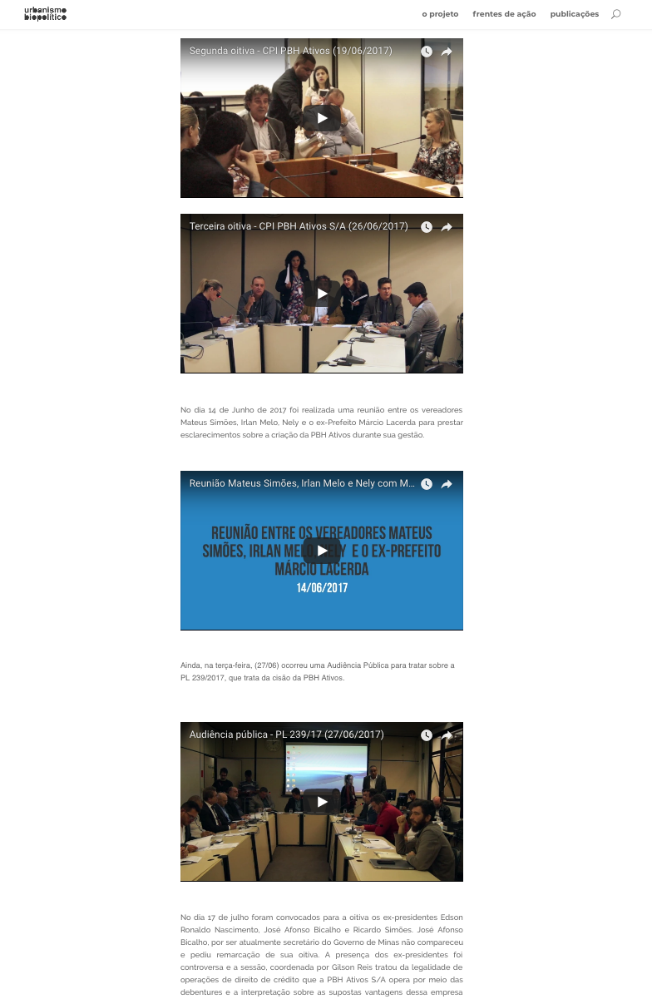 urbanismo
biopolítico
o projeto frentes de ação publicações
Segunda oitiva - CPI PBH Ativos (19/06/2017)
Terceira oitiva - CPI PBH Ativos S/A (26/06/2017)
No dia 14 de Junho de 2017 foi realizada uma reunião entre os vereadores
Mateus Simões, Irlan Melo, Nely e o ex-Prefeito Márcio Lacerda para prestar
esclarecimentos sobre a criação da PBH Ativos durante sua gestão.
Reunião Mateus Simões, Irlan Melo e Nely com M...
REUNIÃO ENTRE OS VEREADORES MATEUS
SIMÕES, IRLAN MELO, NELY E O EX-PREFEITO
MÁRCIO LACERDA
14/06/2017
Ainda, na terça-feira, (27/06) ocorreu uma Audiência Pública para tratar sobre a
PL 239/2017, que trata da cisão da PBH Ativos.
Audiência pública - PL 239/17 (27/06/2017)
No dia 17 de julho foram convocados para a oitiva os ex-presidentes Edson
Ronaldo Nascimento, José Afonso Bicalho e Ricardo Simões. José Afonso
Bicalho, por ser atualmente secretário do Governo de Minas não compareceu
e pediu remarcação de sua oitiva. A presença dos ex-presidentes foi
controversa e a sessão, coordenada por Gilson Reis tratou da legalidade de
operações de direito de crédito que a PBH Ativos S/A opera por meio das
debentures e a interpretação sobre as supostas vantagens dessa empresa